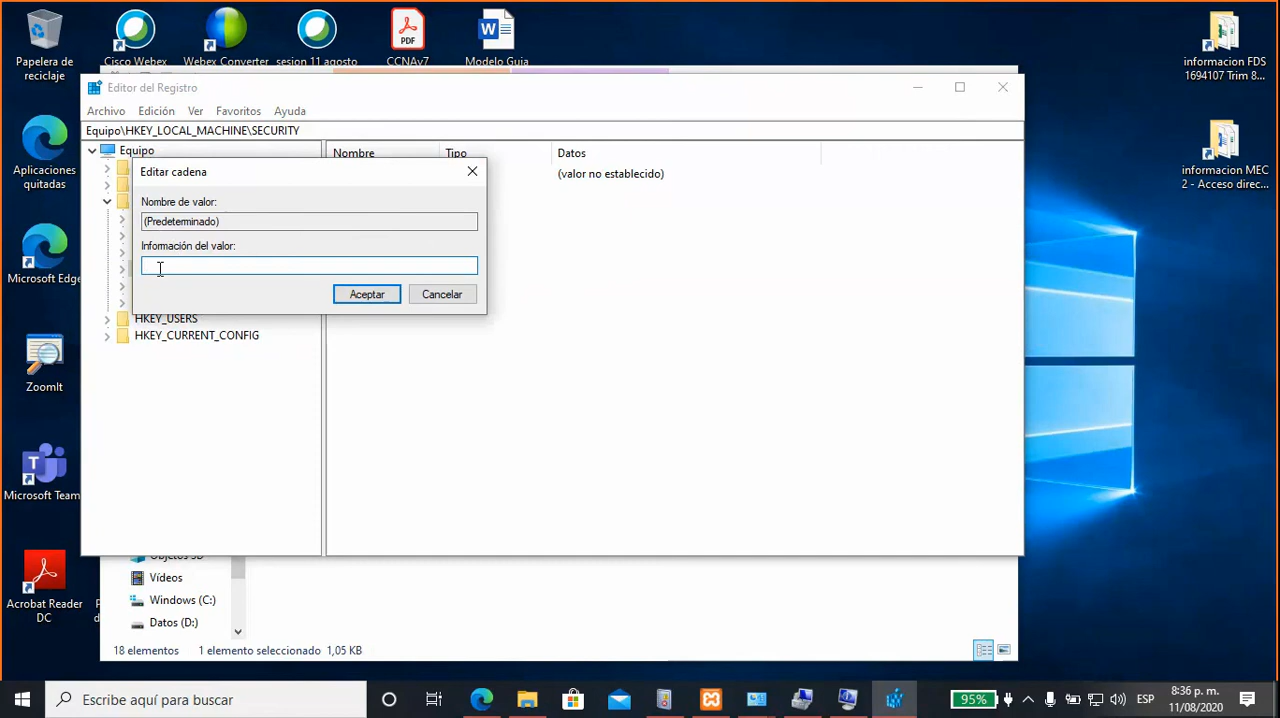 Papelera de
reciclaje
Cisco Webex
Webex Converter
sesion 11 agosto
PDF
CCNAv7
Modelo Guia
informacion FDS
1694107 Trim 8...
Aplicaciones
quitadas
informacion MEC
2 - Acceso direc...
Microsoft Edge
ZoomIt
Microsoft Team
Acrobat Reader
DC
Editor del Registro
Archivo Edición Ver Favoritos Ayuda
Equipo\HKEY_LOCAL_MACHINE\SECURITY
Equipo
Nombre Tipo Datos
(valor no establecido)
Editar cadena
Nombre de valor:
(Predeterminado)
Información del valor:
Aceptar Cancelar
HKEY_USERS
HKEY_CURRENT_CONFIG
Objetos 3D
Vídeos
Windows (C:)
Datos (D:)
18 elementos 1 elemento seleccionado 1,05 KB
Escribe aquí para buscar
95%
ESP
8:36 p. m.
11/08/2020